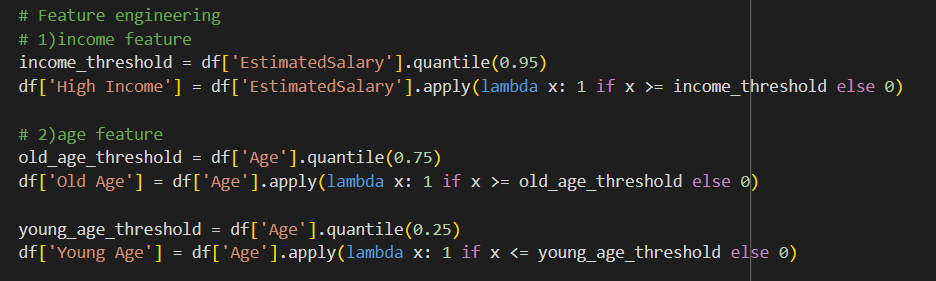 # Feature engineering
# 1)income feature
income_threshold = df['EstimatedSalary'].quantile(0.95)
df['High Income'] = df['EstimatedSalary'].apply(lambda x: 1 if x >= income_threshold else 0)
# 2)age feature
old_age_threshold = df['Age'].quantile(0.75)
df['Old Age'] = df['Age'].apply(lambda x: 1 if x >= old_age_threshold else 0)
young_age_threshold = df['Age'].quantile(0.25)
df['Young Age'] = df['Age'].apply(lambda x: 1 if x <= young_age_threshold else 0)